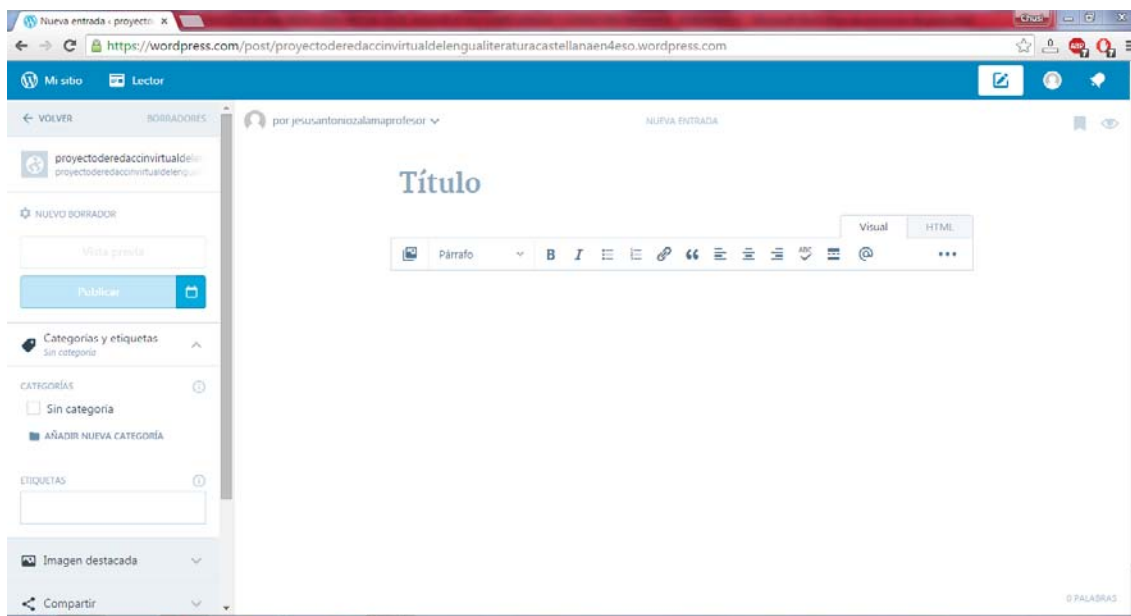 Nueva entrada ‹ proyecto
Chusi
https://wordpress.com/post/proyectoderedaccinvirtualdelengualiteraturacastellanaen4eso.wordpress.com
Mi sitio Lector
VOLVER BORRADORES
por jesusantoniozalamaprofesor
NUEVA ENTRADA
proyectoderedaccinvirtualdelen
proyectoderedaccinvirtualdelengu
Título
NUEVO BORRADOR
Visual HTML
Vista previa
Párrafo B I ABC
Publicar
Categorías y etiquetas
Sin categoría
CATEGORÍAS
Sin categoría
AÑADIR NUEVA CATEGORÍA
ETIQUETAS
Imagen destacada
Compartir
0 PALABRAS